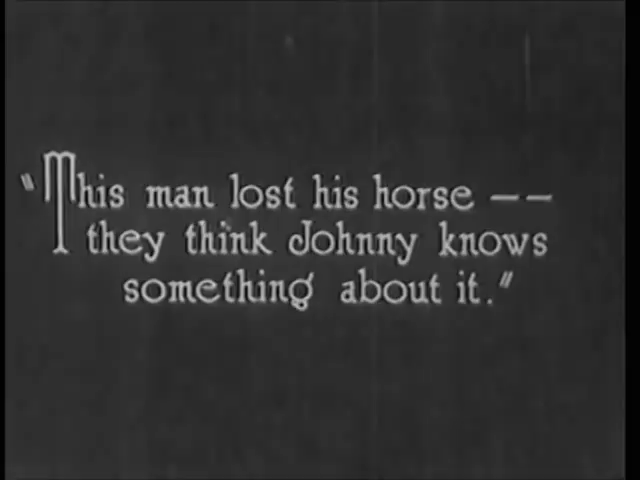 "This man lost his horse --
they think Johnny knows
something about it."